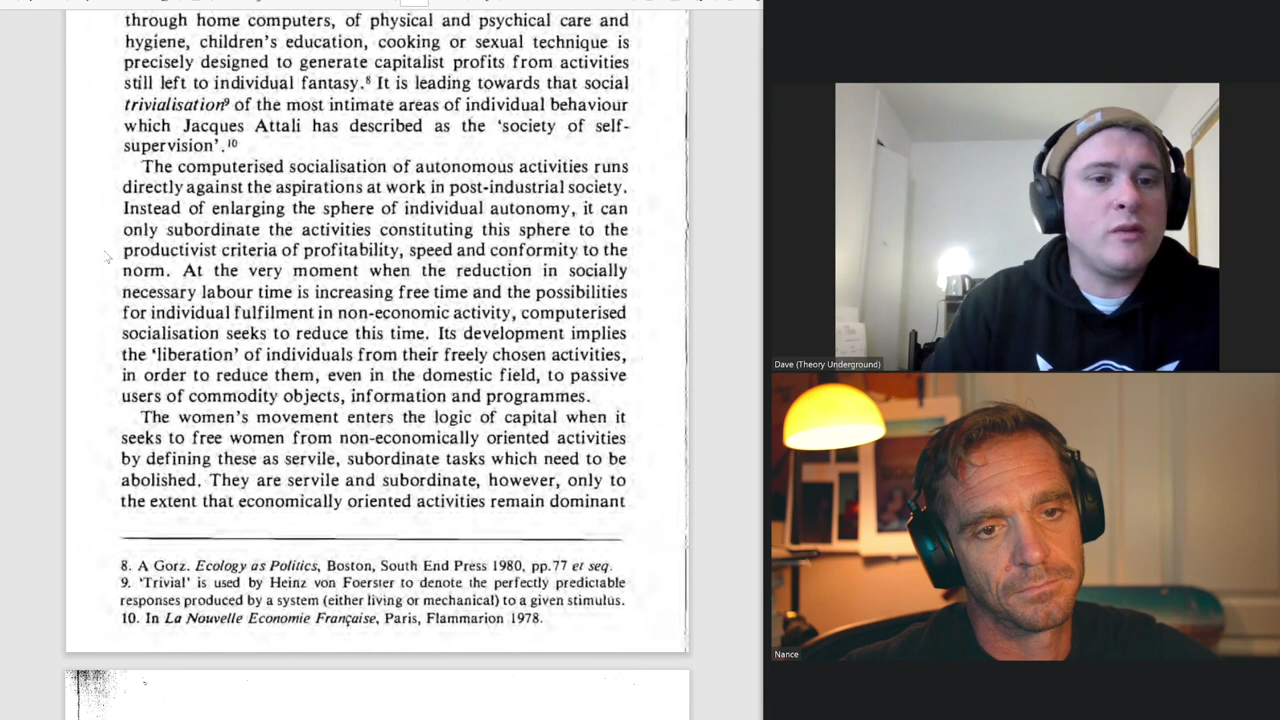 through home computers, of physical and psychical care and
hygiene, children's education, cooking or sexual technique is
precisely designed to generate capitalist profits from activities
still left to individual fantasy.⁸ It is leading towards that social
trivialisation⁹ of the most intimate areas of individual behaviour
which Jacques Attali has described as the 'society of self-
supervision'.¹⁰
The computerised socialisation of autonomous activities runs
directly against the aspirations at work in post-industrial society.
Instead of enlarging the sphere of individual autonomy, it can
only subordinate the activities constituting this sphere to the
productivist criteria of profitability, speed and conformity to the
norm. At the very moment when the reduction in socially
necessary labour time is increasing free time and the possibilities
for individual fulfilment in non-economic activity, computerised
socialisation seeks to reduce this time. Its development implies
the 'liberation' of individuals from their freely chosen activities,
in order to reduce them, even in the domestic field, to passive
users of commodity objects, information and programmes.
The women's movement enters the logic of capital when it
seeks to free women from non-economically oriented activities
by defining these as servile, subordinate tasks which need to be
abolished. They are servile and subordinate, however, only to
the extent that economically oriented activities remain dominant
8. A Gorz. Ecology as Politics, Boston, South End Press 1980, pp.77 et seq.
9. 'Trivial' is used by Heinz von Foerster to denote the perfectly predictable
responses produced by a system (either living or mechanical) to a given stimulus.
10. In La Nouvelle Economie Française, Paris, Flammarion 1978.
Dave (Theory Underground)
Nance